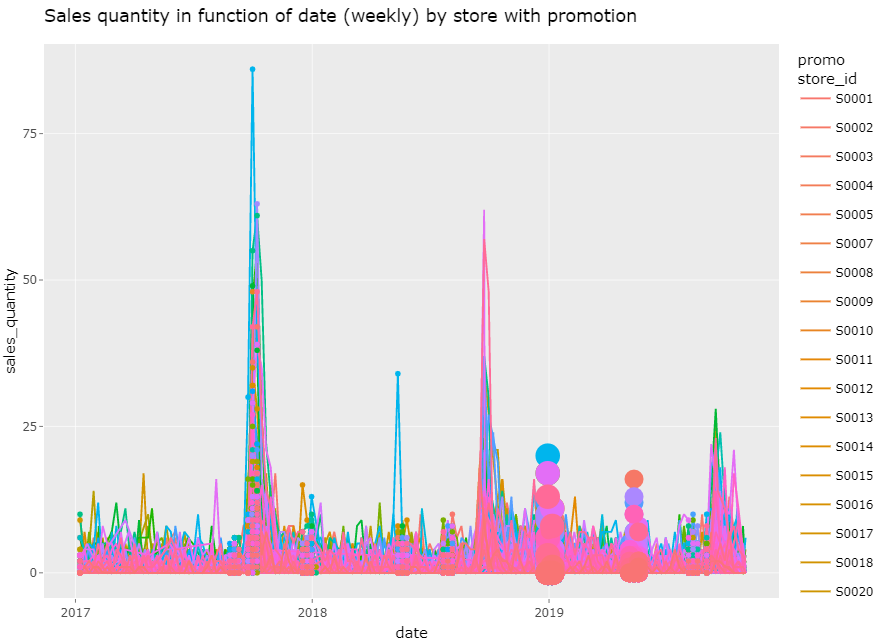 Sales quantity in function of date (weekly) by store with promotion
sales_quantity
75
50
25
0
2017
2018
2019
date
promo
store_id
S0001
S0002
S0003
S0004
S0005
S0007
S0008
S0009
S0010
S0011
S0012
S0013
S0014
S0015
S0016
S0017
S0018
S0020